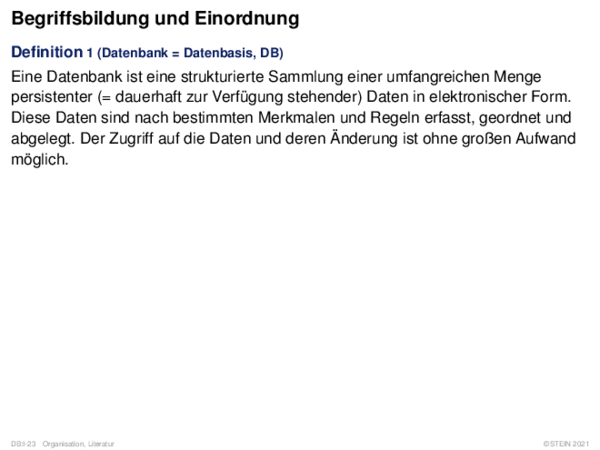 Begriffsbildung und Einordnung
Definition 1 (Datenbank = Datenbasis, DB)
Eine Datenbank ist eine strukturierte Sammlung einer umfangreichen Menge
persistenter (= dauerhaft zur Verfügung stehender) Daten in elektronischer Form.
Diese Daten sind nach bestimmten Merkmalen und Regeln erfasst, geordnet und
abgelegt. Der Zugriff auf die Daten und deren Änderung ist ohne großen Aufwand
möglich.
DB:I-23 Organisation, Literatur
©STEIN 2021